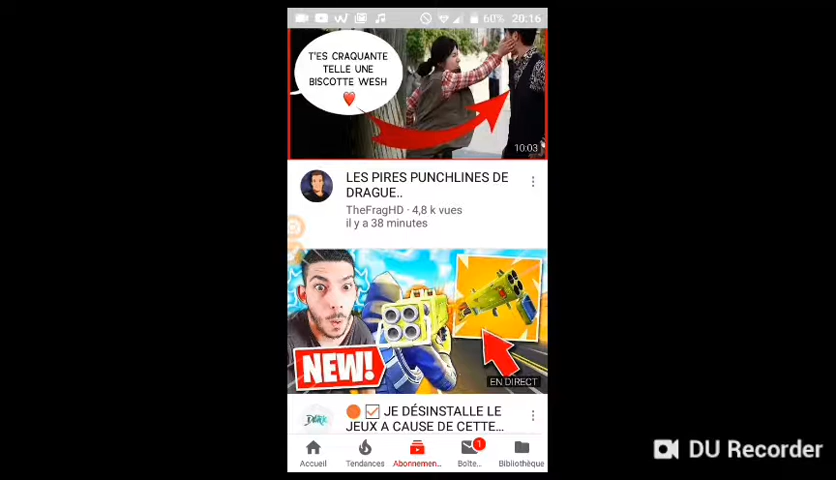 60% 20:16
T'ES CRAQUANTE
TELLE UNE
BISCOTTE WESH
10:03
LES PIRES PUNCHLINES DE
DRAGUE..
TheFragHD · 4,8 k vues
il y a 38 minutes
NEW!
EN DIRECT
JE DÉSINSTALLE LE
JEUX A CAUSE DE CETTE...
1
Accueil Tendances Abonnemen... Boîte... Bibliothèque
DU Recorder